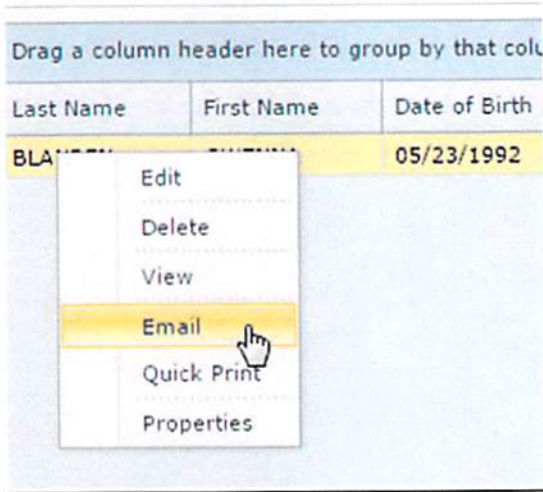 Drag a column header here to group by that colu
Last Name First Name Date of Birth
05/23/1992
Edit
Delete
View
Email
Quick Print
Properties